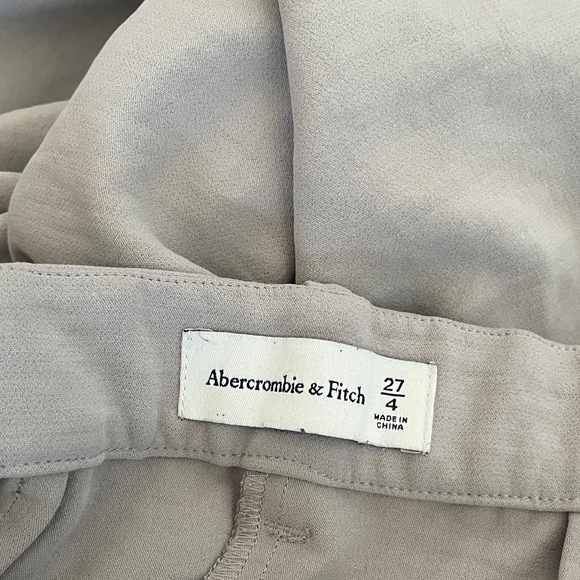 Abercrombie & Fitch
27
4
MADE IN
CHINA